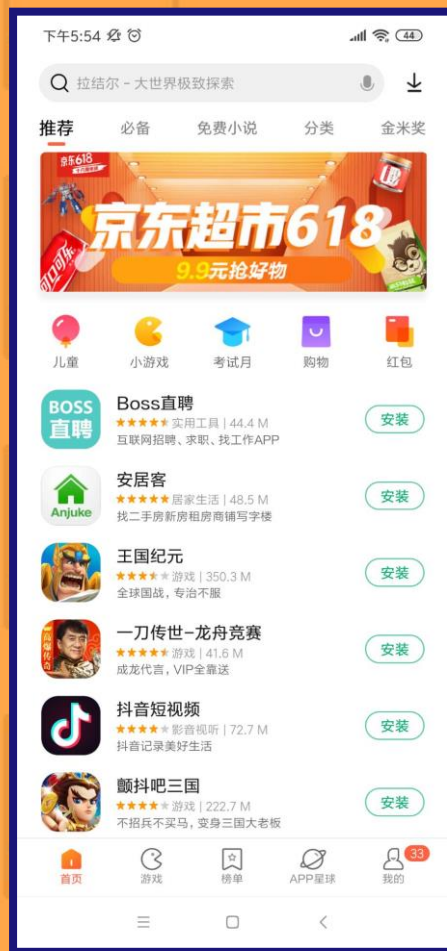 下午5:54
44
拉结尔 - 大世界极致探索
推荐 必备 免费小说 分类 金米奖
京东618
京东超市618
9.9元抢好物
可口可乐
儿童 小游戏 考试月 购物 红包
BOSS
直聘
Boss直聘
实用工具 | 44.4 M
互联网招聘、求职、找工作APP
安装
Anjuke
安居客
居家生活 | 48.5 M
找二手房新房租房商铺写字楼
安装
王国纪元
游戏 | 350.3 M
全球国战，专治不服
安装
高爆传奇
一刀传世-龙舟竞赛
游戏 | 41.6 M
成龙代言，VIP全靠送
安装
抖音短视频
影音视听 | 72.7 M
抖音记录美好生活
安装
颤抖吧三国
游戏 | 222.7 M
不招兵不买马，变身三国大老板
安装
33
首页 游戏 榜单 APP星球 我的